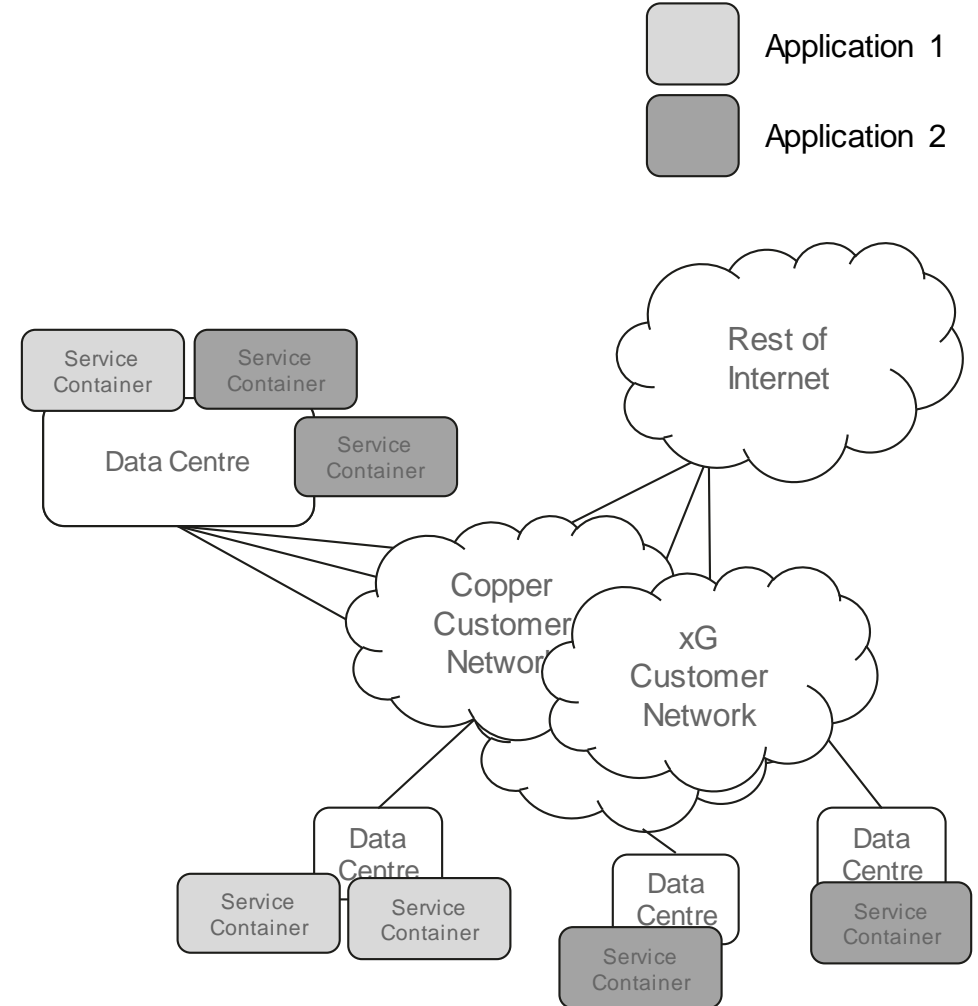 Application 1
Application 2
Rest of
Internet
Service
Container
Service
Container
Service
Container
Data Centre
Copper
Customer
Network
xG
Customer
Network
Data
Centre
Service
Container
Service
Container
Data
Centre
Service
Container
Data
Centre
Service
Container